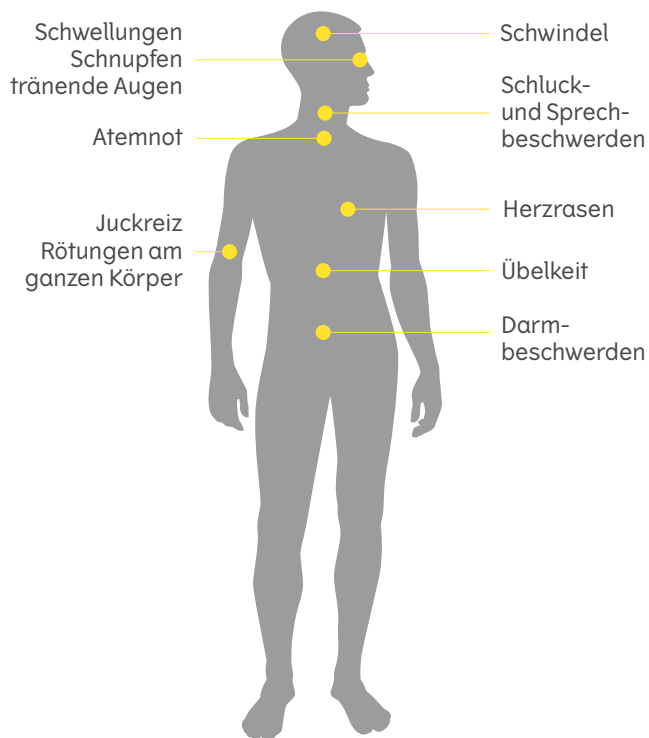 Schwellungen
Schnupfen
tränende Augen
Atemnot
Juckreiz
Rötungen am
ganzen Körper
Schwindel
Schluck-
und Sprech-
beschwerden
Herzrasen
Übelkeit
Darm-
beschwerden